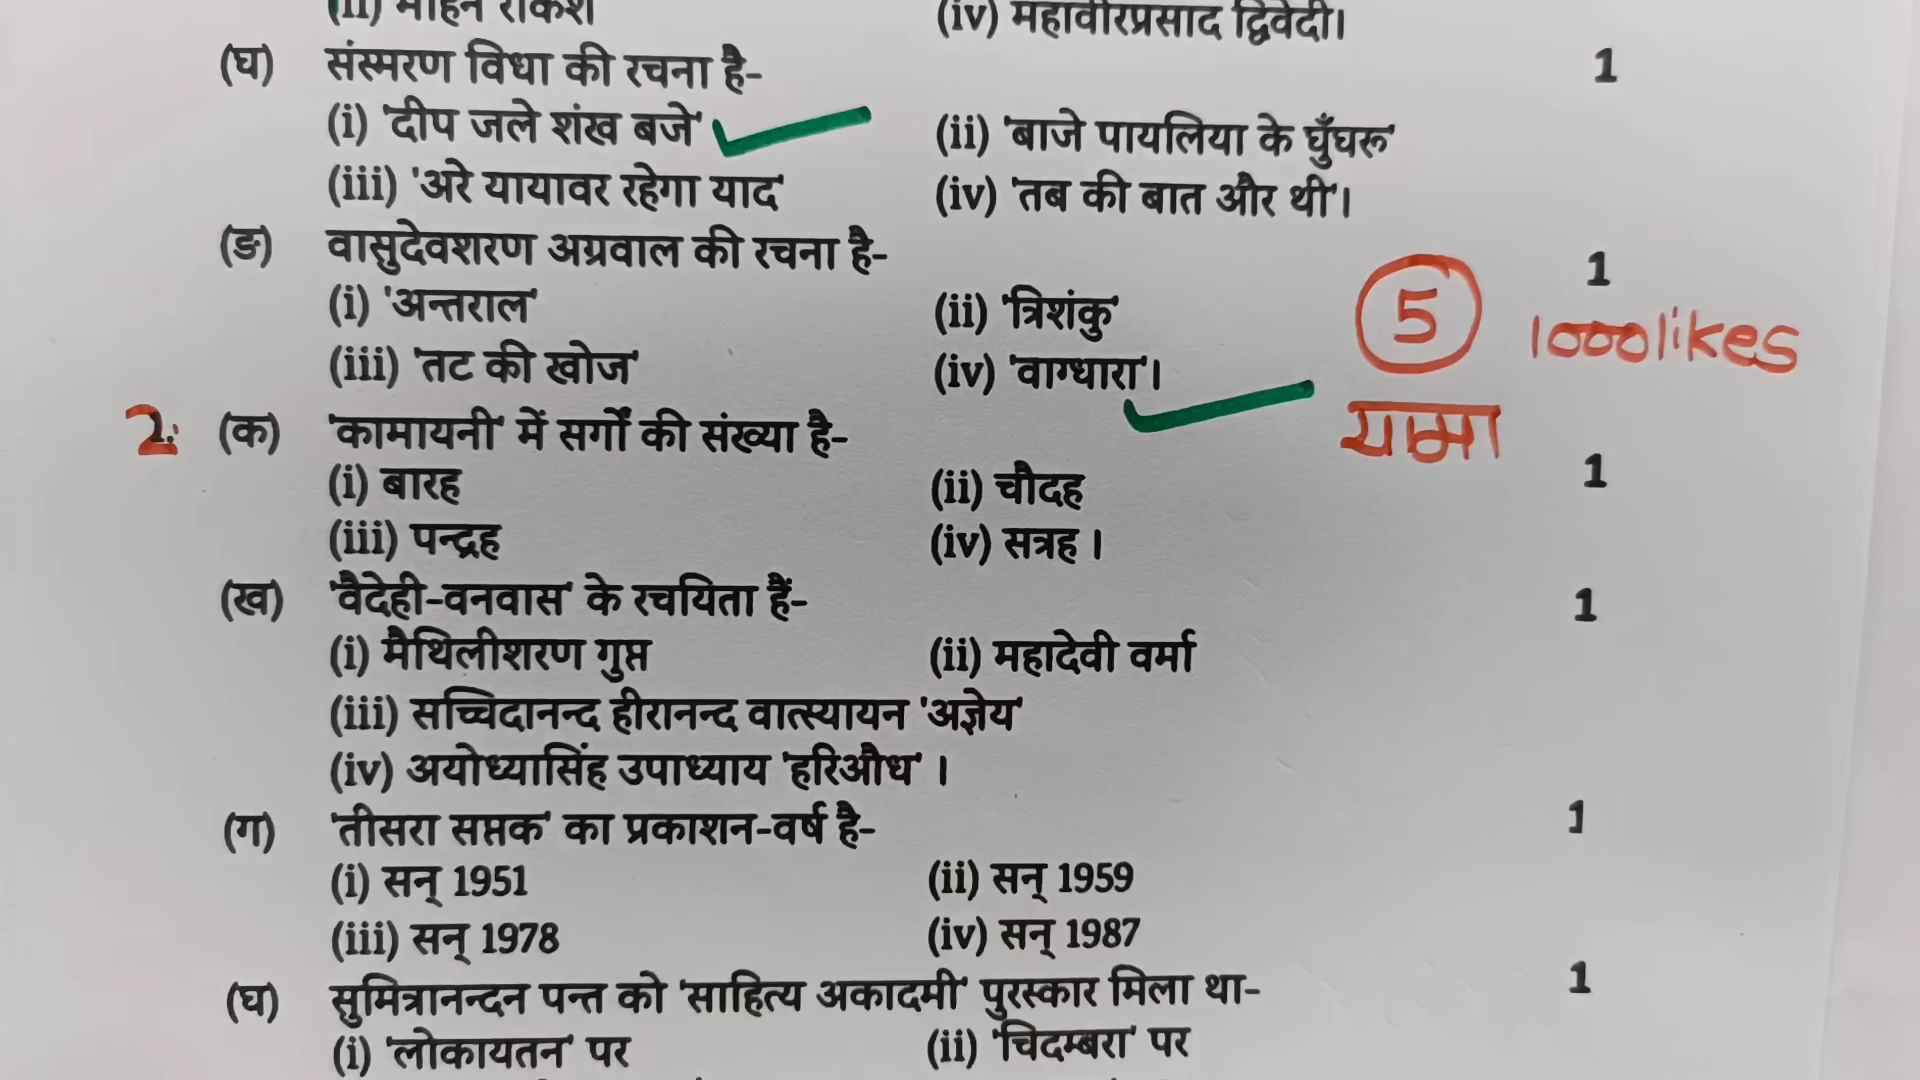 (ii) मोहन राकेश (iv) महावीरप्रसाद द्विवेदी।
(घ) संस्मरण विधा की रचना है- 1
(i) 'दीप जले शंख बजे' (ii) 'बाजे पायलिया के घुँघरू'
(iii) 'अरे यायावर रहेगा याद' (iv) 'तब की बात और थी'।
(ङ) वासुदेवशरण अग्रवाल की रचना है- 1
(i) 'अन्तराल' (ii) 'त्रिशंकु' 5 1000 likes
(iii) 'तट की खोज' (iv) 'वाग्धारा'।
यामा
2. (क) 'कामायनी' में सर्गों की संख्या है- 1
(i) बारह (ii) चौदह
(iii) पन्द्रह (iv) सत्रह ।
(ख) 'वैदेही-वनवास' के रचयिता हैं- 1
(i) मैथिलीशरण गुप्त (ii) महादेवी वर्मा
(iii) सच्चिदानन्द हीरानन्द वात्स्यायन 'अज्ञेय'
(iv) अयोध्यासिंह उपाध्याय 'हरिऔध' ।
(ग) 'तीसरा सप्तक' का प्रकाशन-वर्ष है- 1
(i) सन् 1951 (ii) सन् 1959
(iii) सन् 1978 (iv) सन् 1987
(घ) सुमित्रानन्दन पन्त को 'साहित्य अकादमी' पुरस्कार मिला था- 1
(i) 'लोकायतन' पर (ii) 'चिदम्बरा' पर